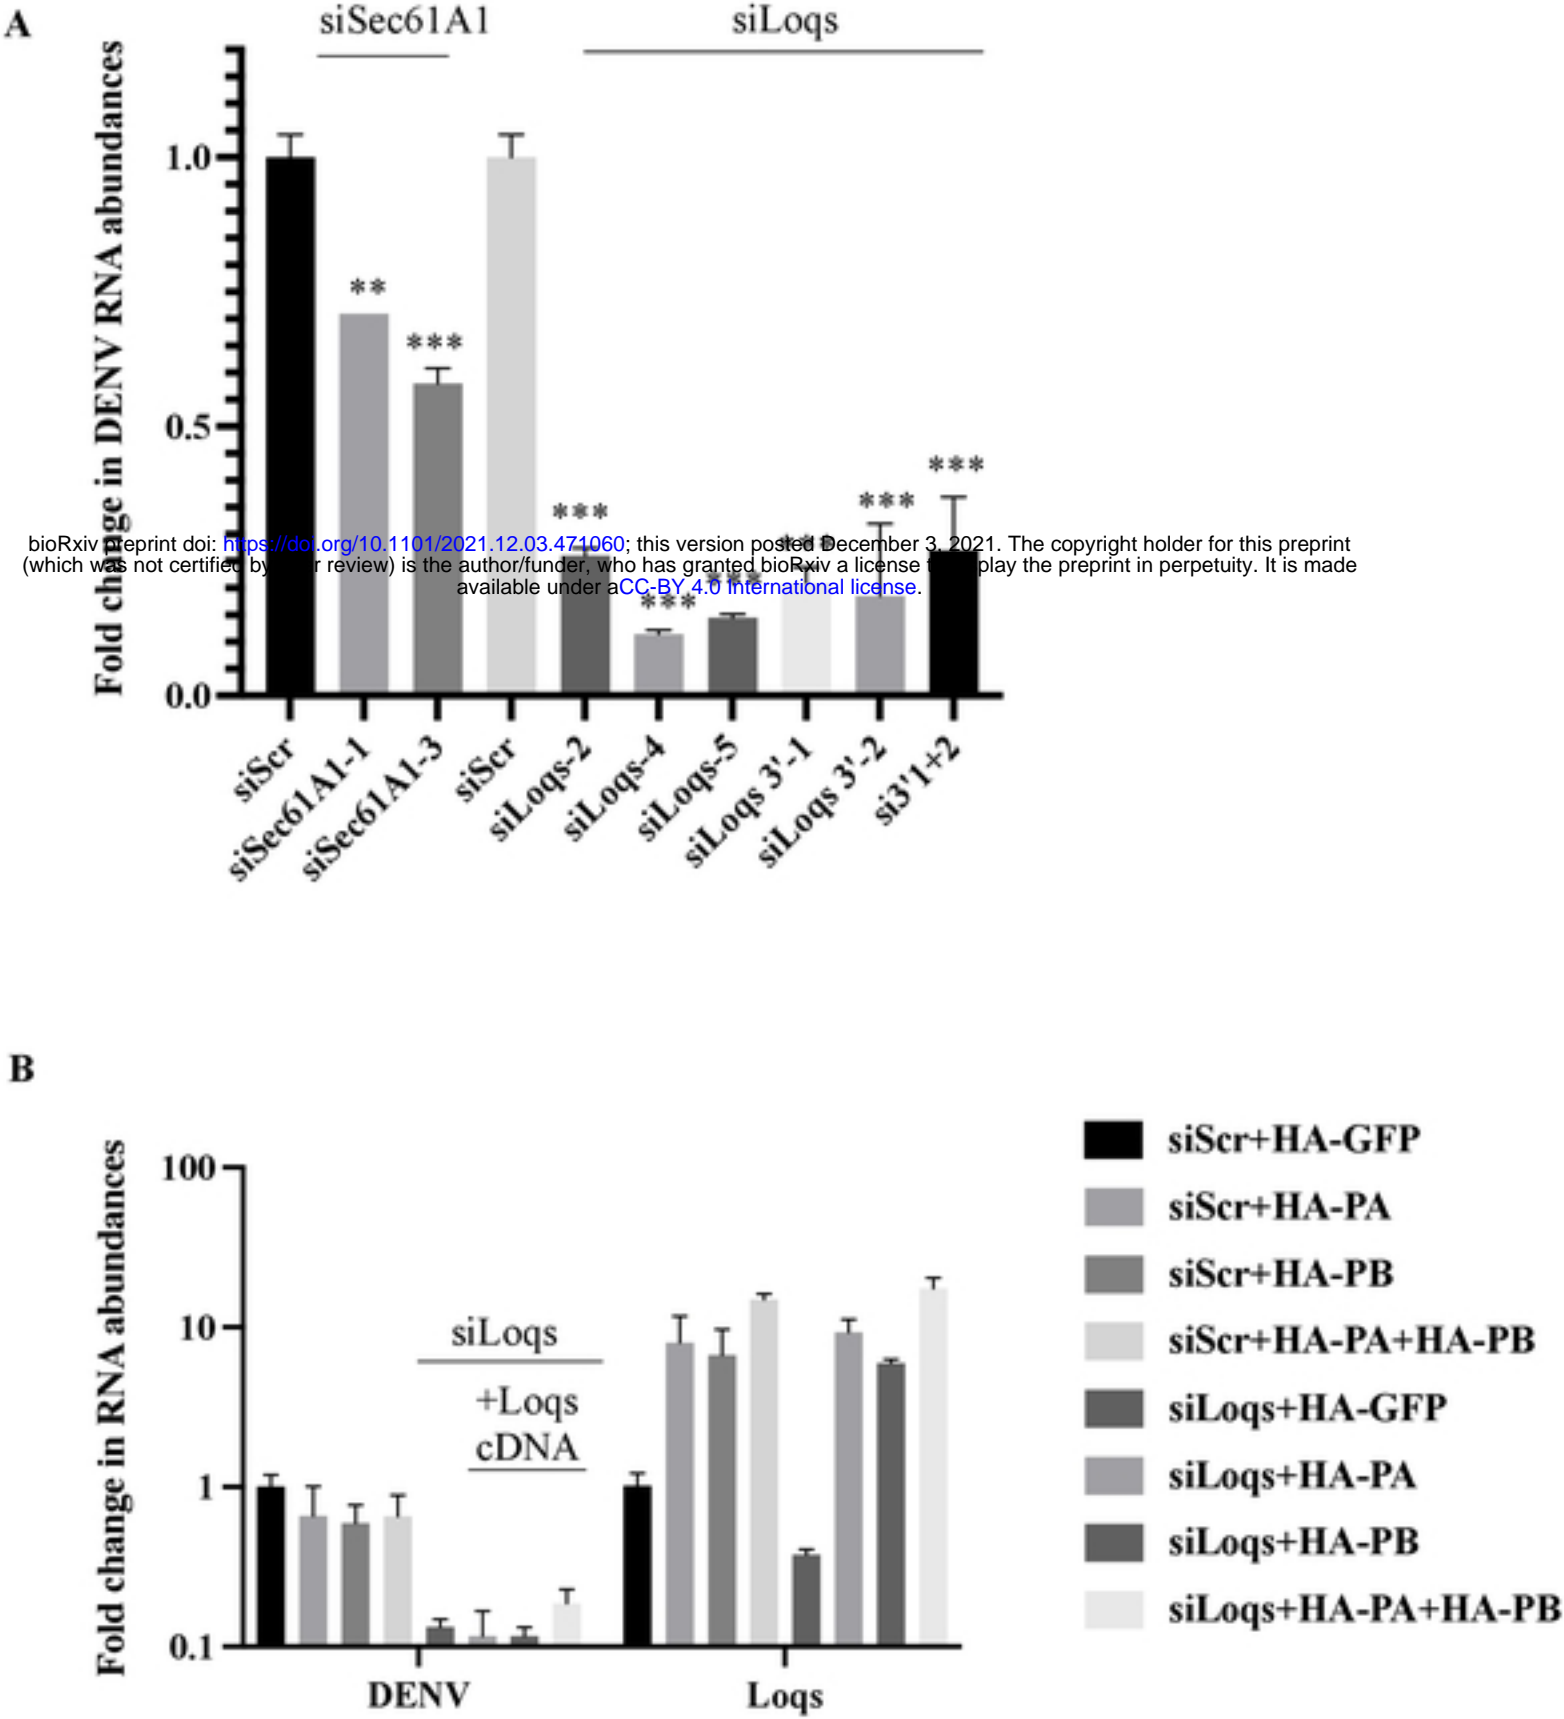 A
siSec61A1
siLoqs
Fold change in DENV RNA abundances
1.0
0.5
0.0
**
***
***
***
***
***
***
***
bioRxiv preprint doi: https://doi.org/10.1101/2021.12.03.471060; this version posted December 3, 2021. The copyright holder for this preprint
(which was not certified by peer review) is the author/funder, who has granted bioRxiv a license to display the preprint in perpetuity. It is made
available under aCC-BY 4.0 International license.
siScr
siSec61A1-1
siSec61A1-3
siScr
siLoqs-2
siLoqs-4
siLoqs-5
siLoqs 3'-1
siLoqs 3'-2
si3'1+2
B
Fold change in RNA abundances
100
10
1
0.1
siLoqs
+Loqs
cDNA
DENV
Loqs
siScr+HA-GFP
siScr+HA-PA
siScr+HA-PB
siScr+HA-PA+HA-PB
siLoqs+HA-GFP
siLoqs+HA-PA
siLoqs+HA-PB
siLoqs+HA-PA+HA-PB